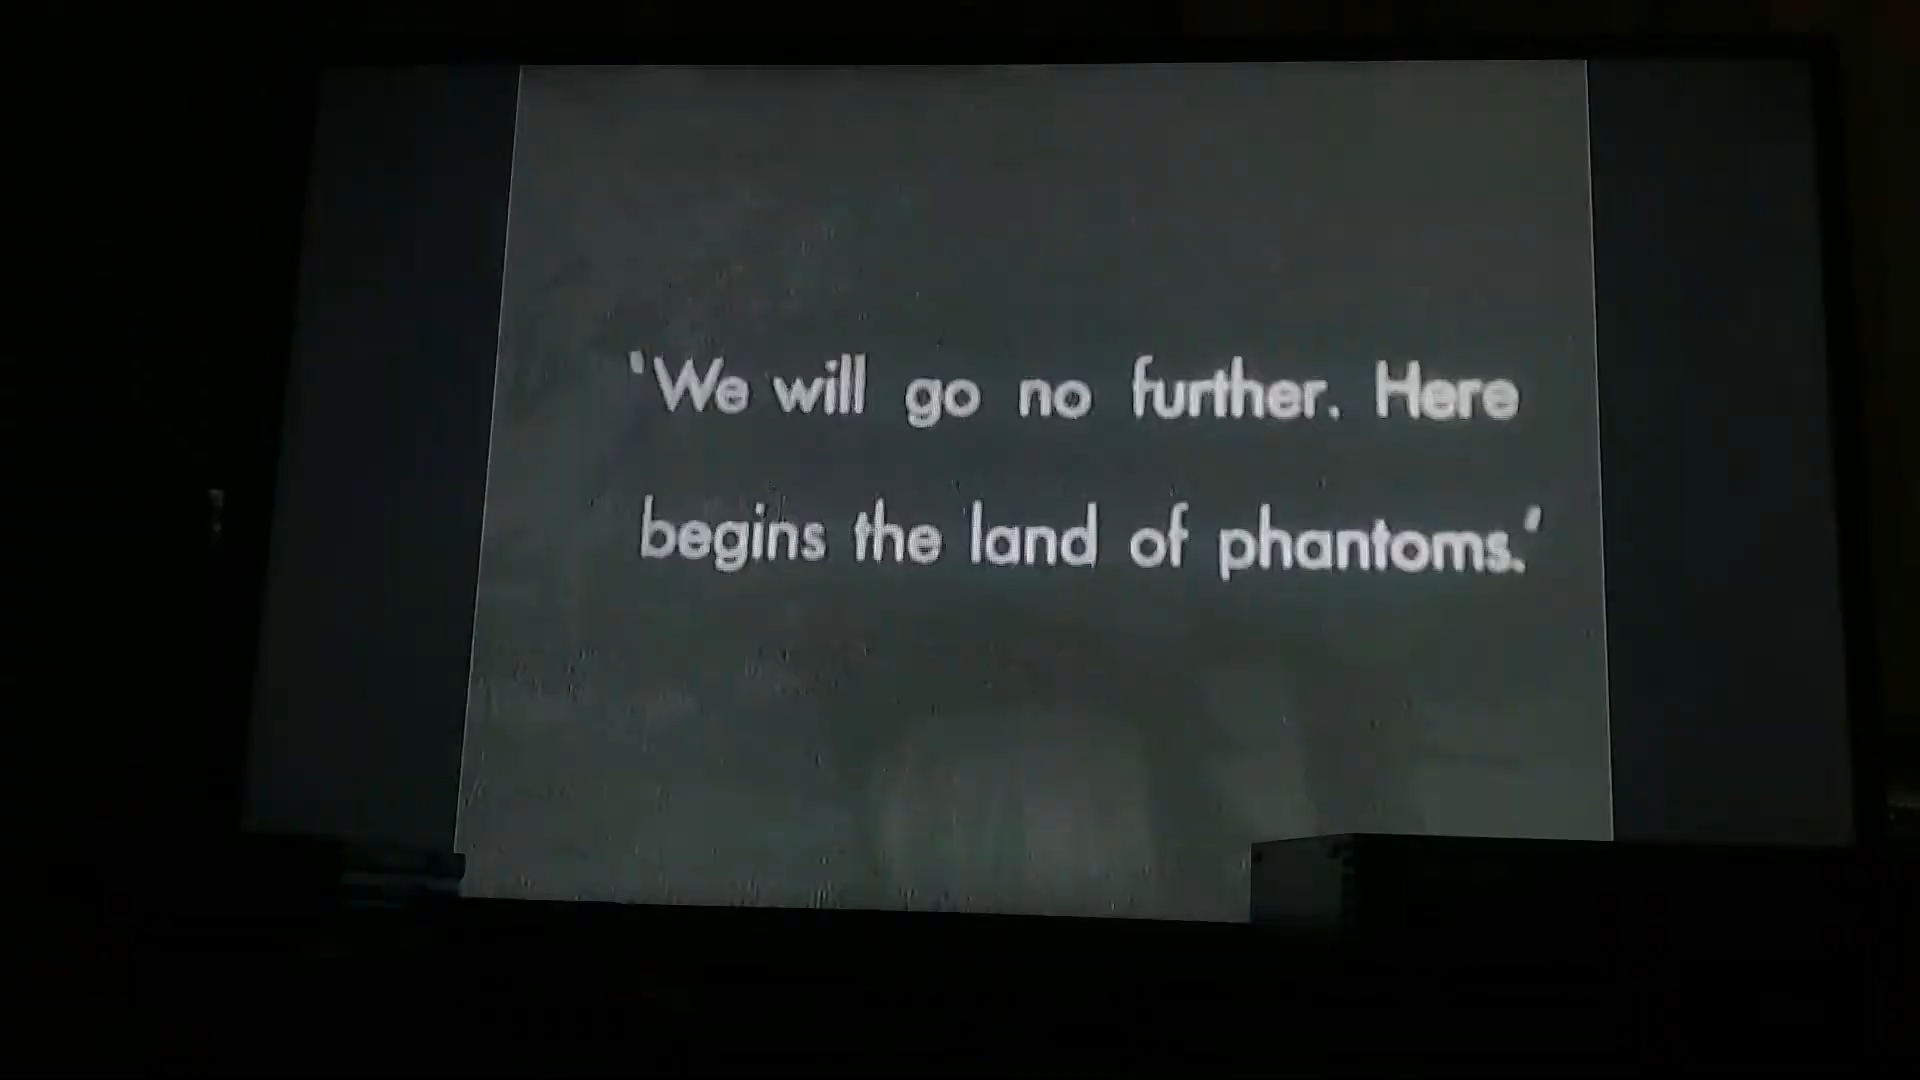 'We will go no further. Here
begins the land of phantoms.'